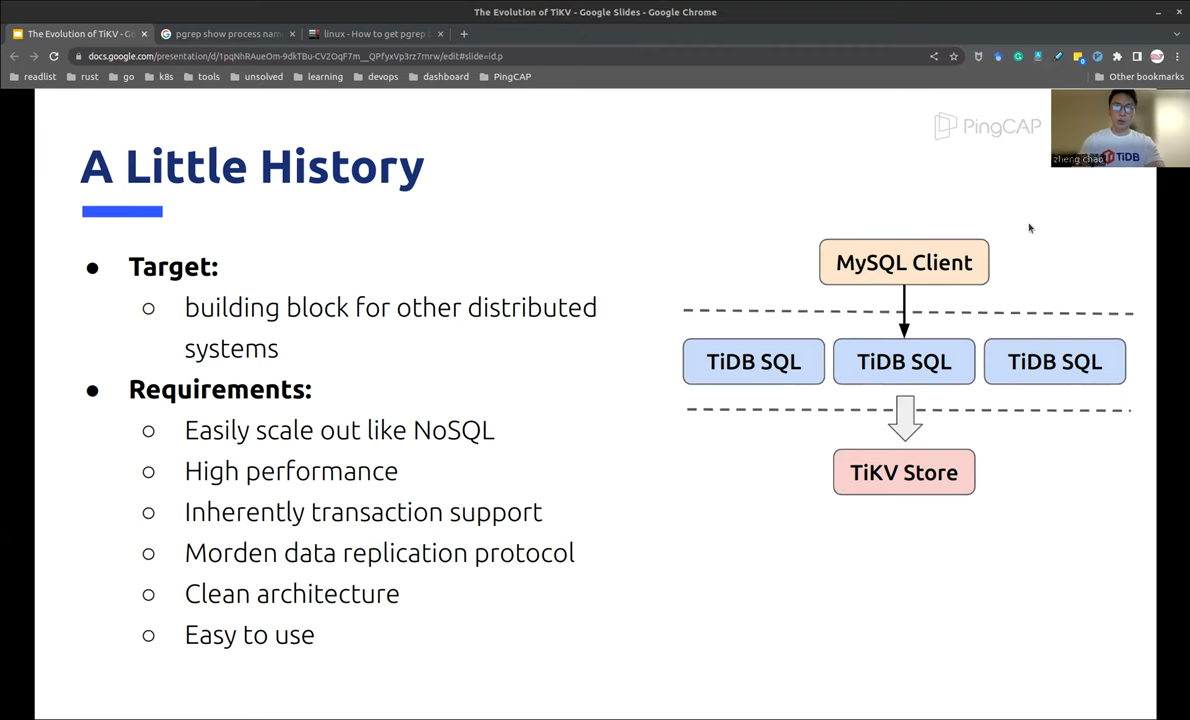 The Evolution of TiKV - Google Slides - Google Chrome
The Evolution of TiKV - Go
pgrep show process nam
linux - How to get pgrep t
docs.google.com/presentation/d/1pqNhRAueOm-9dkTBu-CV2OqF7m__QPfyxVp3rz7mrw/edit#slide=id.p
readlist rust go k8s tools unsolved learning devops dashboard PingCAP Other bookmarks
PingCAP
TiDB
zheng chao
A Little History
● Target:
○ building block for other distributed
systems
● Requirements:
○ Easily scale out like NoSQL
○ High performance
○ Inherently transaction support
○ Morden data replication protocol
○ Clean architecture
○ Easy to use
MySQL Client
TiDB SQL TiDB SQL TiDB SQL
TiKV Store